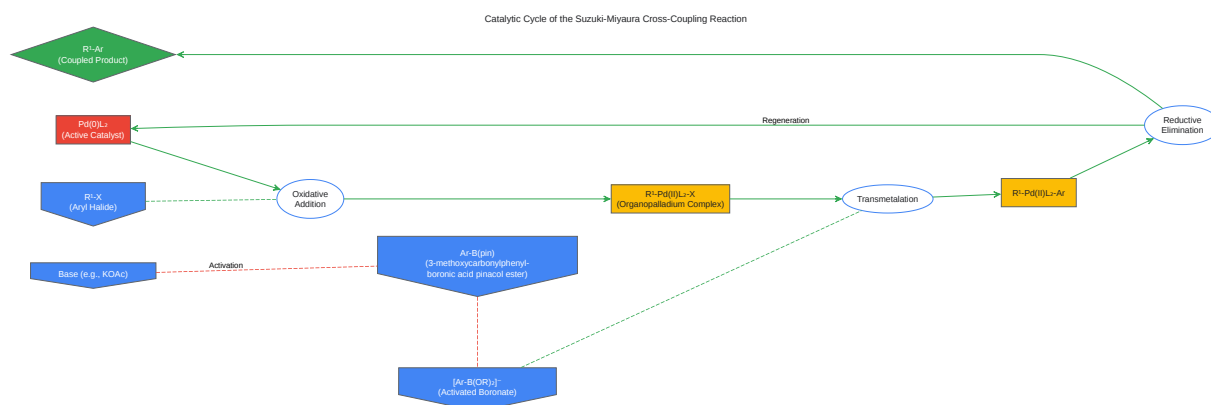 Catalytic Cycle of the Suzuki-Miyaura Cross-Coupling Reaction
R¹-Ar
(Coupled Product)
Pd(0)L₂
(Active Catalyst)
Regeneration
Reductive
Elimination
R¹-X
(Aryl Halide)
Oxidative
Addition
R¹-Pd(II)L₂-X
(Organopalladium Complex)
Transmetalation
R¹-Pd(II)L₂-Ar
Base (e.g., KOAc)
Activation
Ar-B(pin)
(3-methoxycarbonylphenyl-
boronic acid pinacol ester)
[Ar-B(OR)₃]⁻
(Activated Boronate)